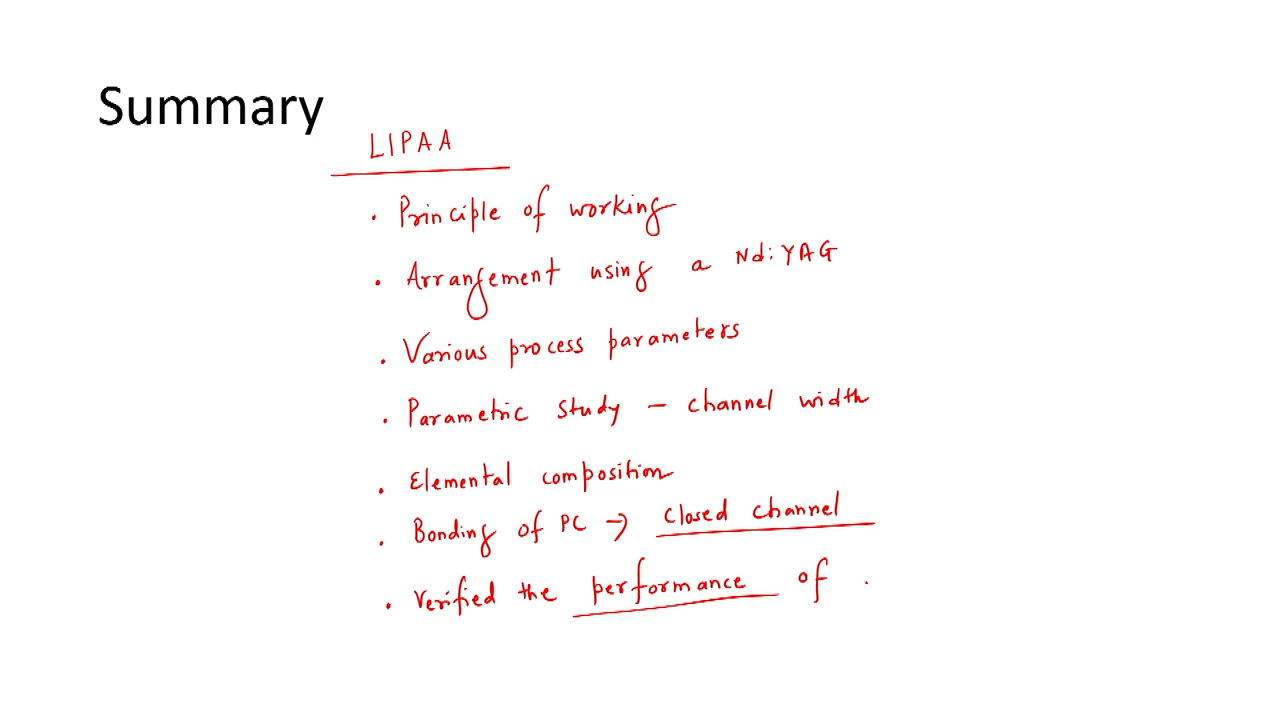 Summary
LIPAA
• Principle of working
• Arrangement using a Nd:YAG
• Various process parameters
• Parametric study – channel width
• Elemental composition
• Bonding of PC → closed channel
• Verified the performance of